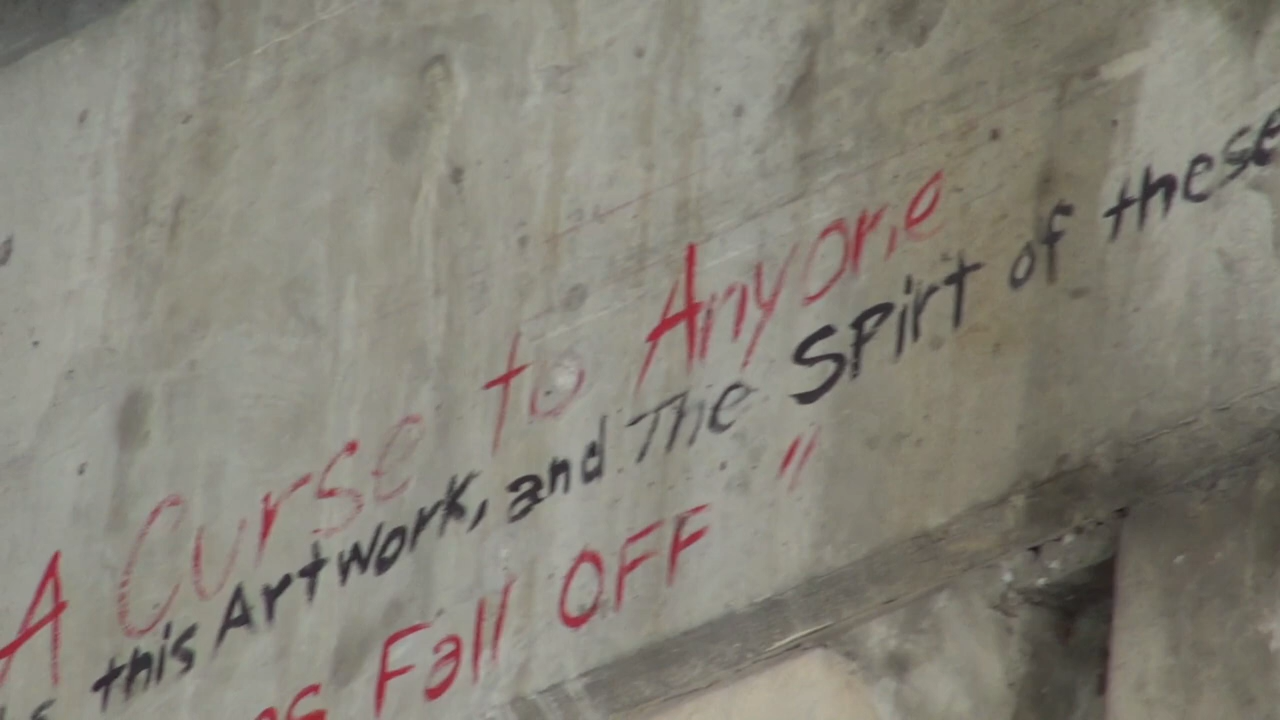 A Curse to Anyone
this Artwork, and The Spirt of these
Fall OFF "